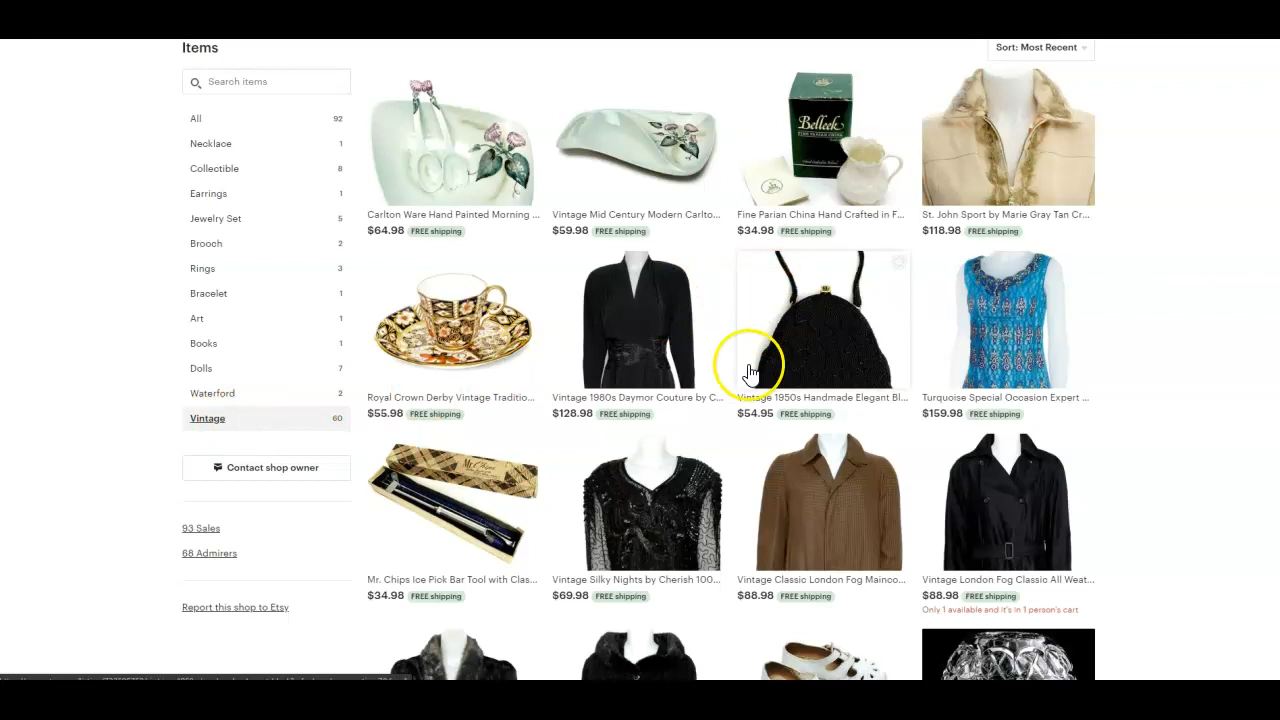 Items
Sort: Most Recent
Search items
All 92
Necklace 1
Collectible 8
Earrings 1
Jewelry Set 5
Brooch 2
Rings 3
Bracelet 1
Art 1
Books 1
Dolls 7
Waterford 2
Vintage 60
Contact shop owner
93 Sales
68 Admirers
Report this shop to Etsy
Belleek
FINE PARIAN CHINA
Carlton Ware Hand Painted Morning ...
$64.98 FREE shipping
Vintage Mid Century Modern Carlto...
$59.98 FREE shipping
Fine Parian China Hand Crafted in F...
$34.98 FREE shipping
St. John Sport by Marie Gray Tan Cr...
$118.98 FREE shipping
Royal Crown Derby Vintage Traditio...
$55.98 FREE shipping
Vintage 1980s Daymor Couture by C...
$128.98 FREE shipping
Vintage 1950s Handmade Elegant Bl...
$54.95 FREE shipping
Turquoise Special Occasion Expert ...
$159.98 FREE shipping
Mr. Chips
Mr. Chips Ice Pick Bar Tool with Clas...
$34.98 FREE shipping
Vintage Silky Nights by Cherish 100...
$69.98 FREE shipping
Vintage Classic London Fog Mainco...
$88.98 FREE shipping
Vintage London Fog Classic All Weat...
$88.98 FREE shipping
Only 1 available and it's in 1 person's cart